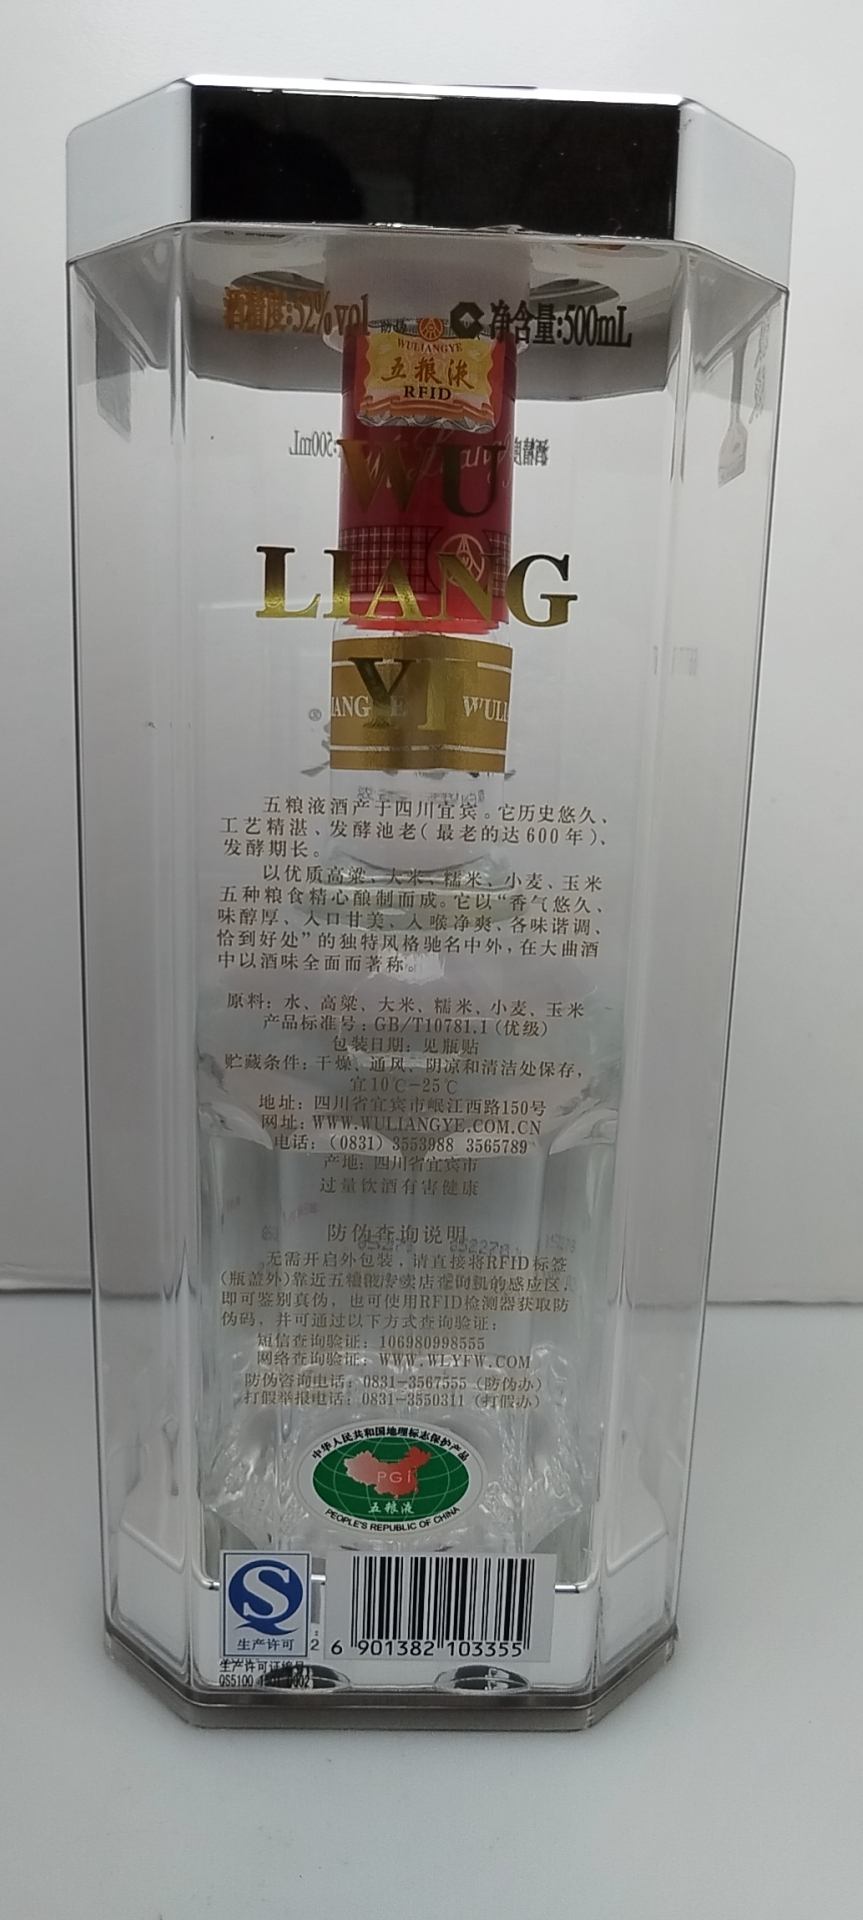 酒精度:52%vol 净含量:500mL
WULIANGYE
五粮液
RFID
WU
LIANG
YE
IANG YE WULI
五粮液酒产于四川宜宾。它历史悠久、
工艺精湛、发酵池老(最老的达600年)、
发酵期长。
以优质高粱、大米、糯米、小麦、玉米
五种粮食精心酿制而成。它以“香气悠久、
味醇厚、入口甘美、入喉净爽、各味谐调、
恰到好处”的独特风格驰名中外,在大曲酒
中以酒味全面而著称。
原料: 水、高粱、大米、糯米、小麦、玉米
产品标准号:GB/T10781.1(优级)
包装日期: 见瓶贴
贮藏条件: 干燥、通风、阴凉和清洁处保存,
宜10℃-25℃
地址: 四川省宜宾市岷江西路150号
网址: WWW.WULIANGYE.COM.CN
电话: (0831) 3553988 3565789
产地: 四川省宜宾市
过量饮酒有害健康
防伪查询说明
无需开启外包装,请直接将RFID标签
(瓶盖外)靠近五粮液专卖店查询机的感应区,
即可鉴别真伪,也可使用RFID检测器获取防
伪码,并可通过以下方式查询验证:
短信查询验证: 106980998555
网络查询验证: WWW.WLYFW.COM
防伪咨询电话: 0831-3567555 (防伪办)
打假举报电话: 0831-3550311 (打假办)
中华人民共和国地理标志保护产品
PGI
五粮液
PEOPLE'S REPUBLIC OF CHINA
S
生产许可
6 901382 103355
生产许可证编号
QS5100